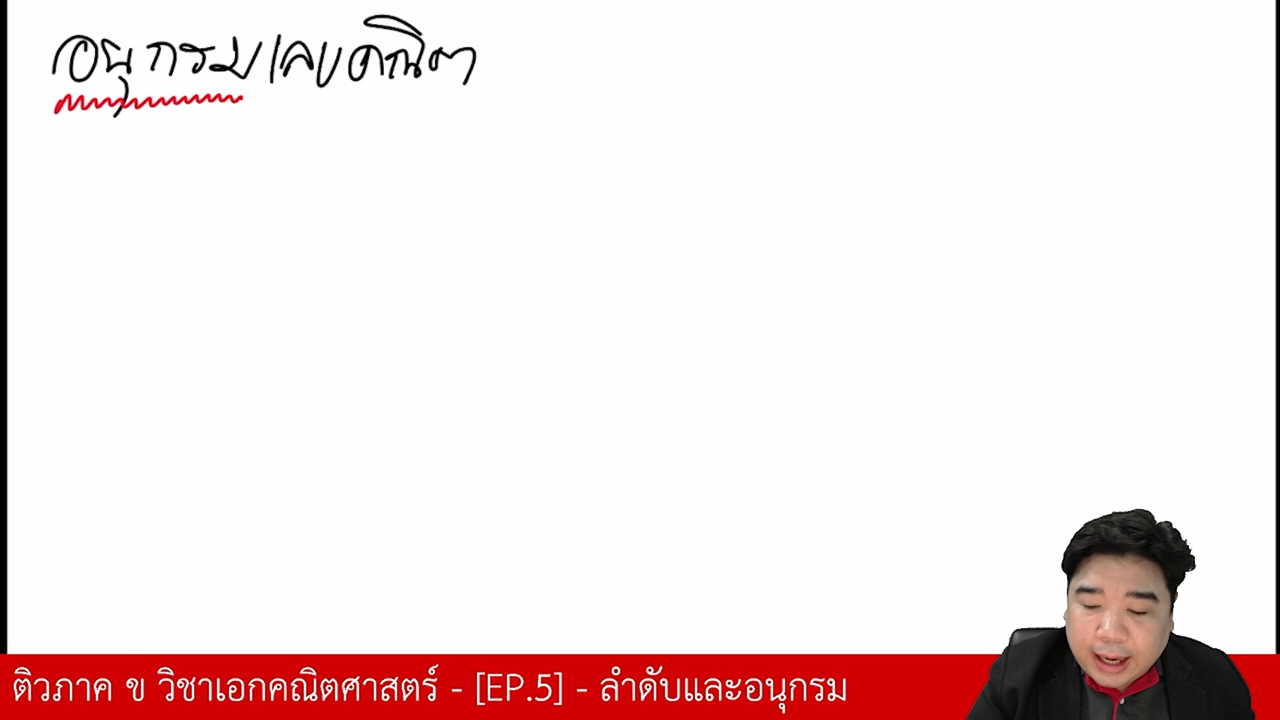 อนุกรมเลขคณิต
ติวภาค ข วิชาเอกคณิตศาสตร์ - [EP.5] - ลำดับและอนุกรม